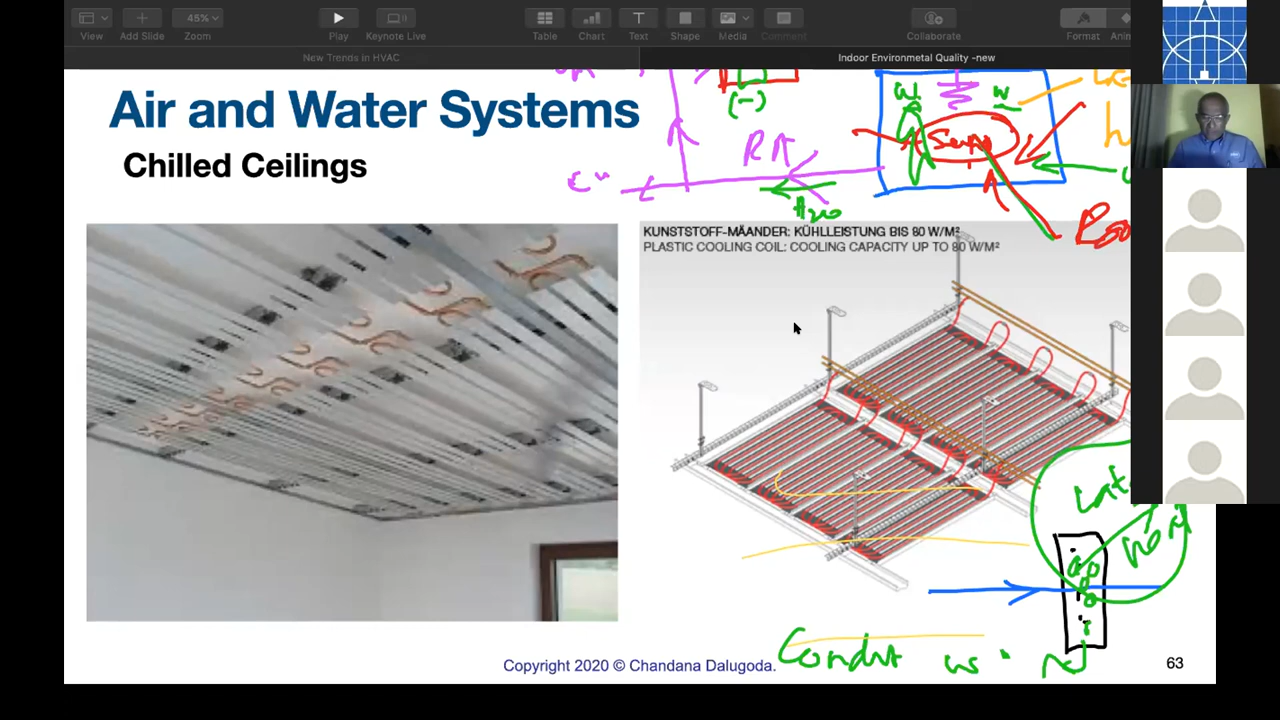 45%
View
Add Slide
Zoom
Play
Keynote Live
Table
Chart
Text
Shape
Media
Comment
Collaborate
Format
Ani
New Trends in HVAC
Indoor Environmetal Quality -new
Air and Water Systems
Chilled Ceilings
(-)
w
RA
H20
KUNSTSTOFF-MÄANDER: KÜHLLEISTUNG BIS 80 W/M²
PLASTIC COOLING COIL: COOLING CAPACITY UP TO 80 W/M²
Copyright 2020 © Chandana Dalugoda.
63